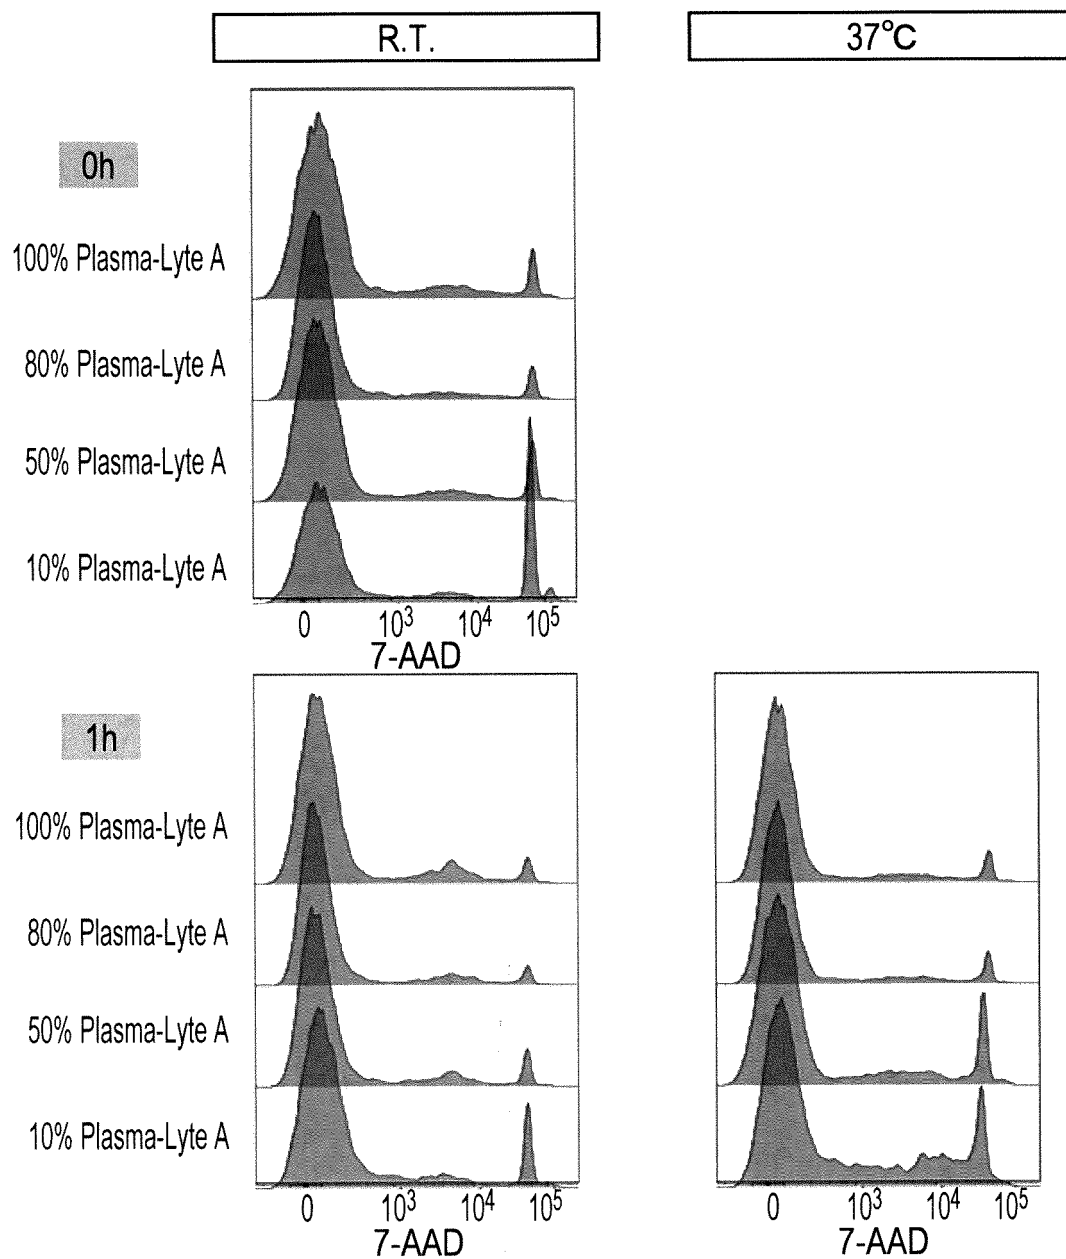 R.T.
37°C
0h
100% Plasma-Lyte A
80% Plasma-Lyte A
50% Plasma-Lyte A
10% Plasma-Lyte A
0 10³ 10⁴ 10⁵
7-AAD
1h
100% Plasma-Lyte A
80% Plasma-Lyte A
50% Plasma-Lyte A
10% Plasma-Lyte A
0 10³ 10⁴ 10⁵
7-AAD
0 10³ 10⁴ 10⁵
7-AAD